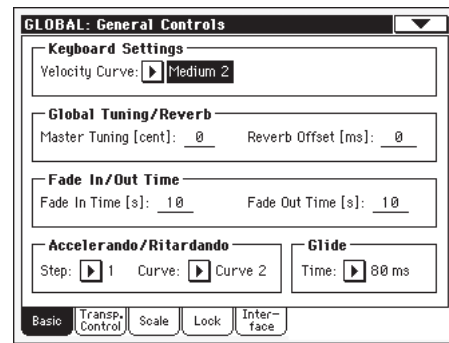 GLOBAL: General Controls
Keyboard Settings
Velocity Curve: Medium 2
Global Tuning/Reverb
Master Tuning [cent]: 0 Reverb Offset [ms]: 0
Fade In/Out Time
Fade In Time [s]: 10 Fade Out Time [s]: 10
Accelerando/Ritardando Glide
Step: 1 Curve: Curve 2 Time: 80 ms
Basic Transp. Control Scale Lock Inter-
face